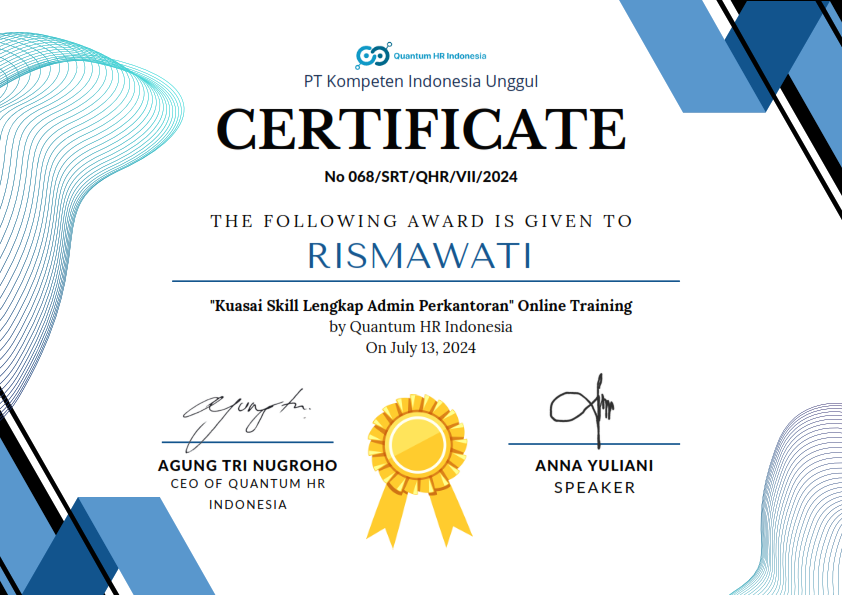 Quantum HR Indonesia
PT Kompeten Indonesia Unggul
CERTIFICATE
No 068/SRT/QHR/VII/2024
THE FOLLOWING AWARD IS GIVEN TO
RISMAWATI
"Kuasai Skill Lengkap Admin Perkantoran" Online Training
by Quantum HR Indonesia
On July 13, 2024
AGUNG TRI NUGROHO
CEO OF QUANTUM HR
INDONESIA
ANNA YULIANI
SPEAKER